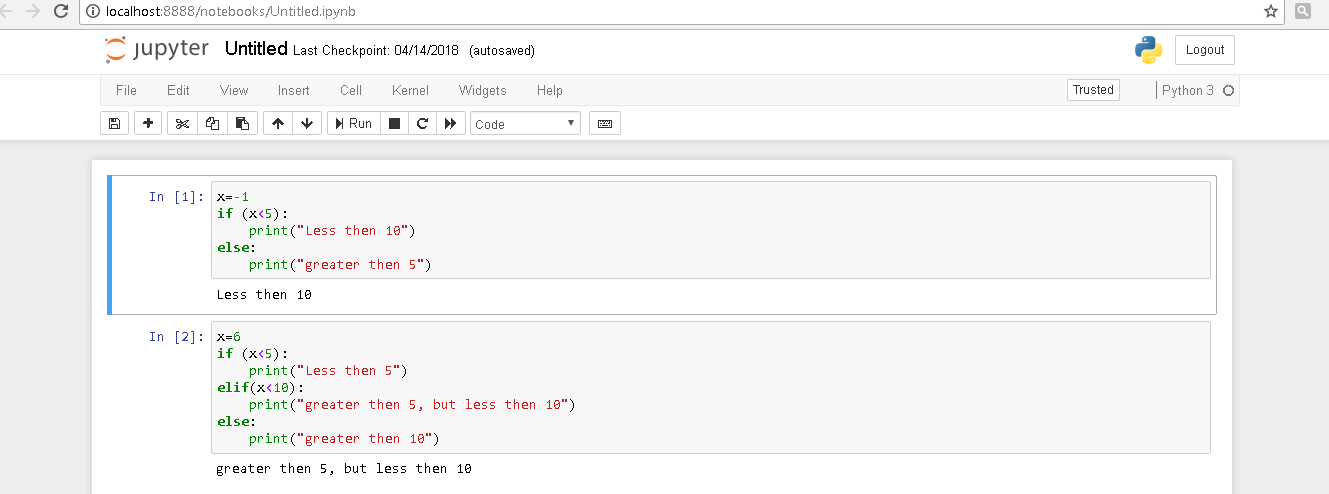 localhost:8888/notebooks/Untitled.ipynb
jupyter Untitled Last Checkpoint: 04/14/2018 (autosaved)
Logout
File Edit View Insert Cell Kernel Widgets Help
Trusted Python 3
Run Code
In [1]: x=-1
if (x<5):
print("Less then 10")
else:
print("greater then 5")
Less then 10
In [2]: x=6
if (x<5):
print("Less then 5")
elif(x<10):
print("greater then 5, but less then 10")
else:
print("greater then 10")
greater then 5, but less then 10